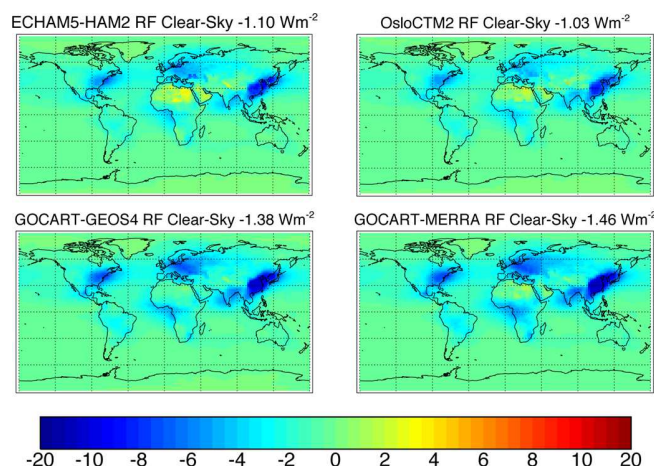 ECHAM5-HAM2 RF Clear-Sky -1.10 Wm-2
OsloCTM2 RF Clear-Sky -1.03 Wm-2
GOCART-GEOS4 RF Clear-Sky -1.38 Wm-2
GOCART-MERRA RF Clear-Sky -1.46 Wm-2
-20 -10 -8 -6 -4 -2 0 2 4 6 8 10 20